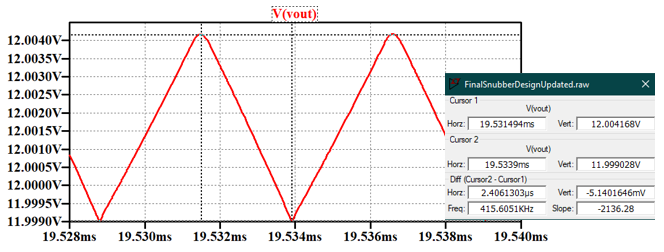 V(vout)
12.0040V
12.0035V
12.0030V
12.0025V
12.0020V
12.0015V
12.0010V
12.0005V
12.0000V
11.9995V
11.9990V
19.528ms 19.530ms 19.532ms 19.534ms 19.536ms 19.538ms 19.540ms
FinalSnubberDesignUpdated.raw
Cursor 1
V(vout)
Horz: 19.531494ms Vert: 12.004168V
Cursor 2
V(vout)
Horz: 19.5339ms Vert: 11.999028V
Diff (Cursor2 - Cursor1)
Horz: 2.4061303µs Vert: -5.1401646mV
Freq: 415.6051KHz Slope: -2136.28